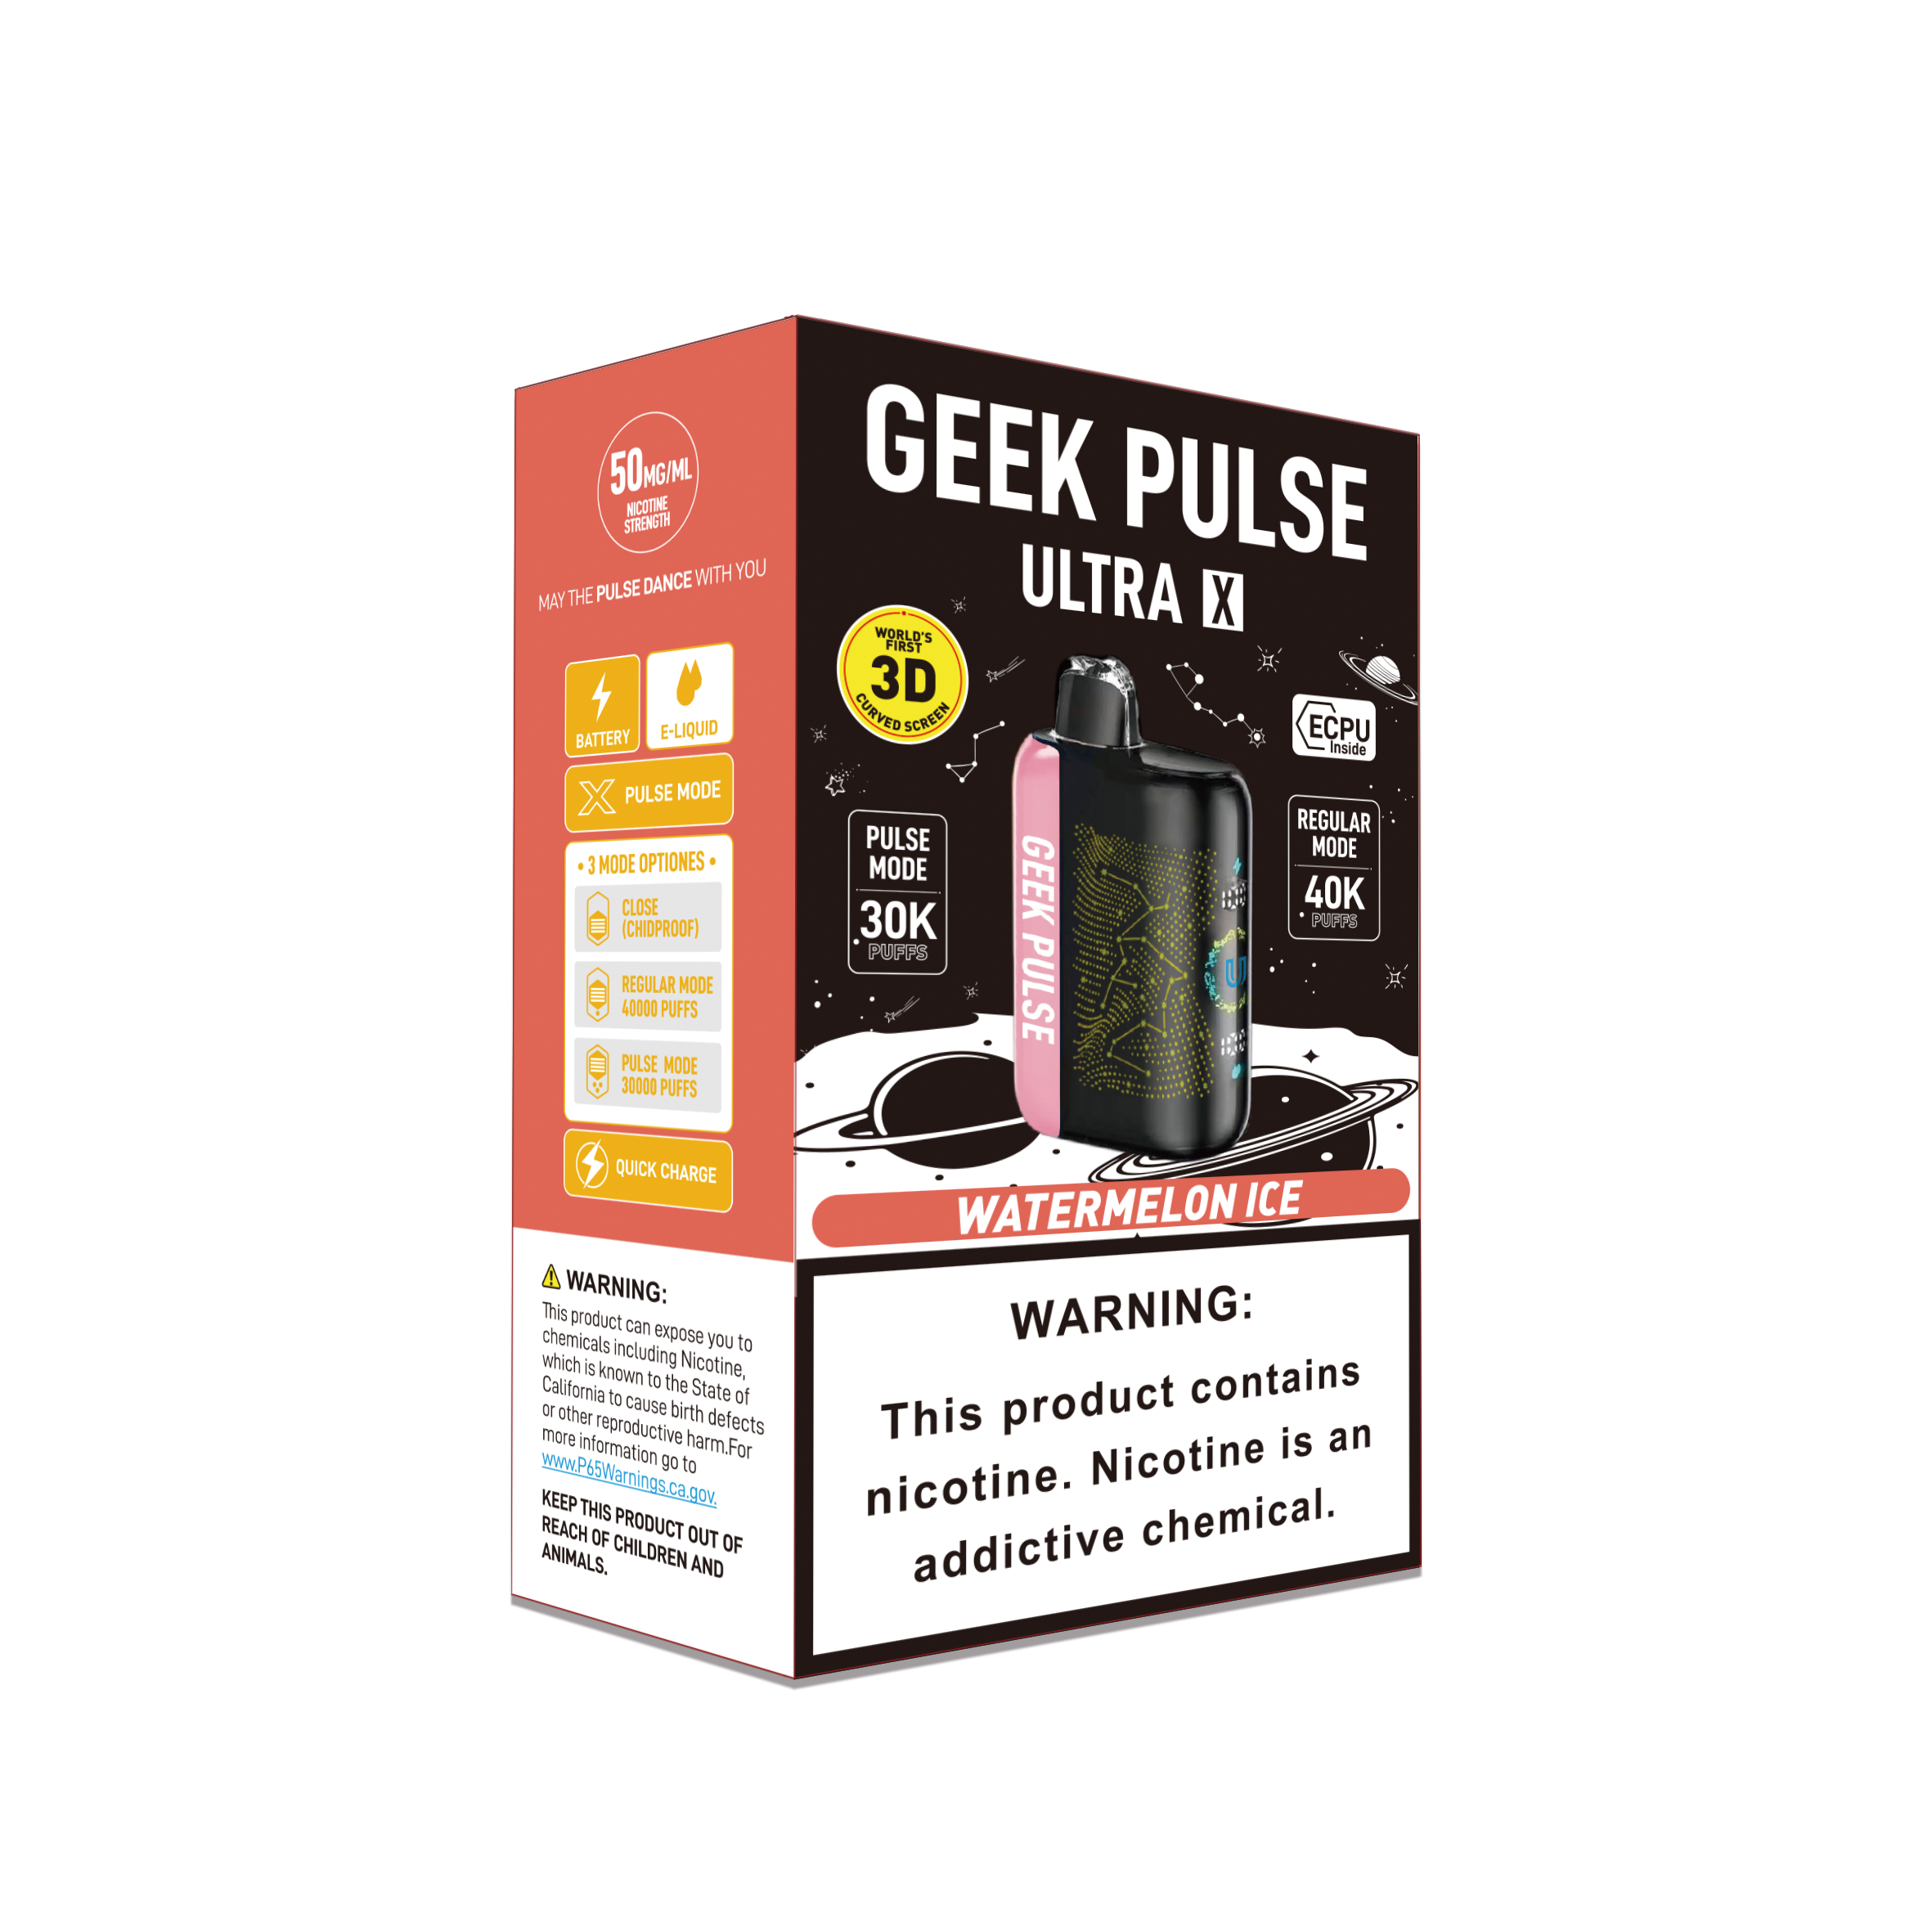 50MG/ML
NICOTINE
STRENGTH
MAY THE PULSE DANCE WITH YOU
BATTERY
E-LIQUID
X PULSE MODE
• 3 MODE OPTIONES •
CLOSE
(CHIDPROOF)
REGULAR MODE
40000 PUFFS
PULSE MODE
30000 PUFFS
QUICK CHARGE
WARNING:
This product can expose you to
chemicals including Nicotine,
which is known to the State of
California to cause birth defects
or other reproductive harm.For
more information go to
www.P65Warnings.ca.gov.
KEEP THIS PRODUCT OUT OF
REACH OF CHILDREN AND
ANIMALS.
GEEK PULSE
ULTRA X
WORLD'S
FIRST
3D
CURVED SCREEN
ECPU
Inside
PULSE
MODE
30K
PUFFS
REGULAR
MODE
40K
PUFFS
GEEK PULSE
U
WATERMELON ICE
WARNING:
This product contains
nicotine. Nicotine is an
addictive chemical.